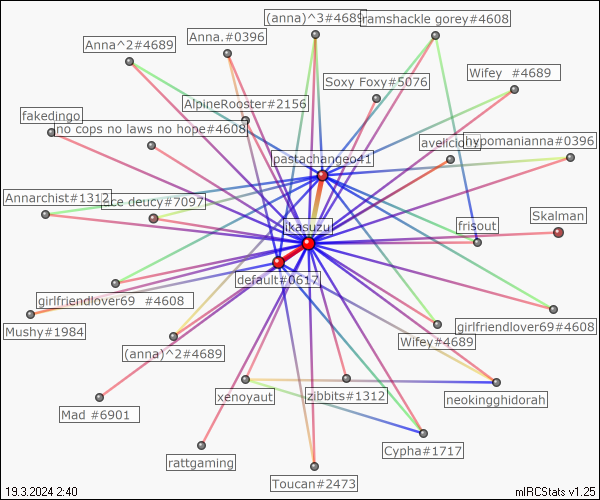 (anna)^3#4689
ramshackle gorey#4608
Anna.#0396
Anna^2#4689
Soxy Foxy#5076
Wifey #4689
AlpineRooster#2156
fakedingo
no cops no laws no hope#4608
avelicious
hypomanianna#0396
pastachangeo41
Annarchist#1312
deucy#7097
ikasuzu
frisout
Skalman
default#0617
girlfriendlover69 #4608
Mushy#1984
girlfriendlover69#4608
(anna)^2#4689
Wifey#4689
xenoyaut
zibbits#1312
neokingghidorah
Mad #6901
Cypha#1717
rattgaming
Toucan#2473
19.3.2024 2:40
mIRCStats v1.25